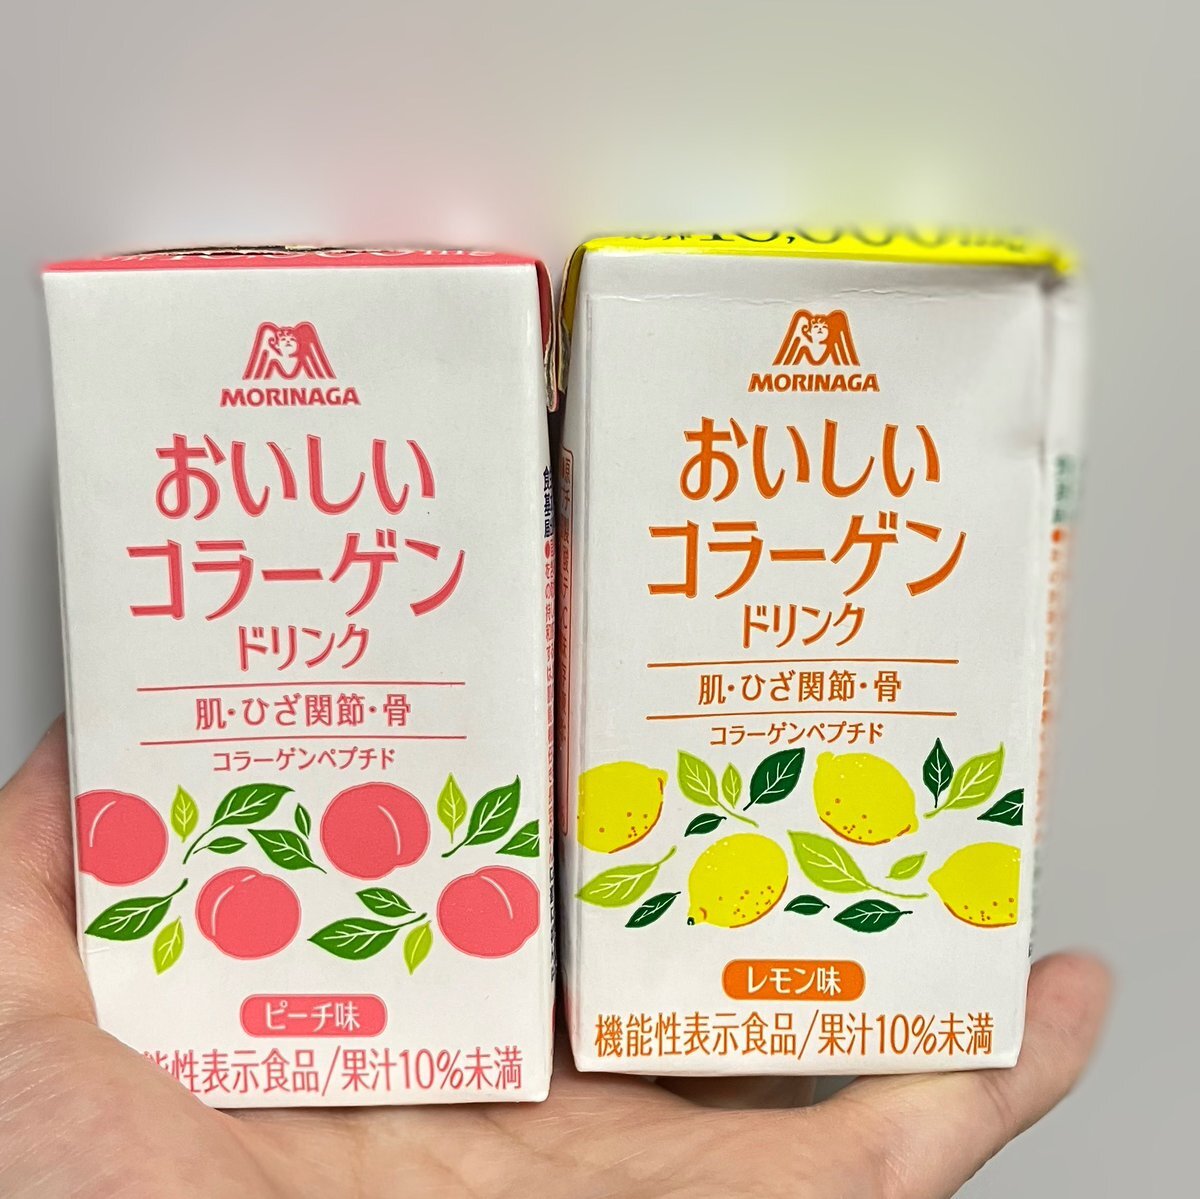 MORINAGA
おいしい
コラーゲン
ドリンク
肌・ひざ関節・骨
コラーゲンペプチド
ピーチ味
能性表示食品/果汁10%未満
10,000mg
MORINAGA
おいしい
コラーゲン
ドリンク
肌・ひざ関節・骨
コラーゲンペプチド
レモン味
機能性表示食品/果汁10%未満